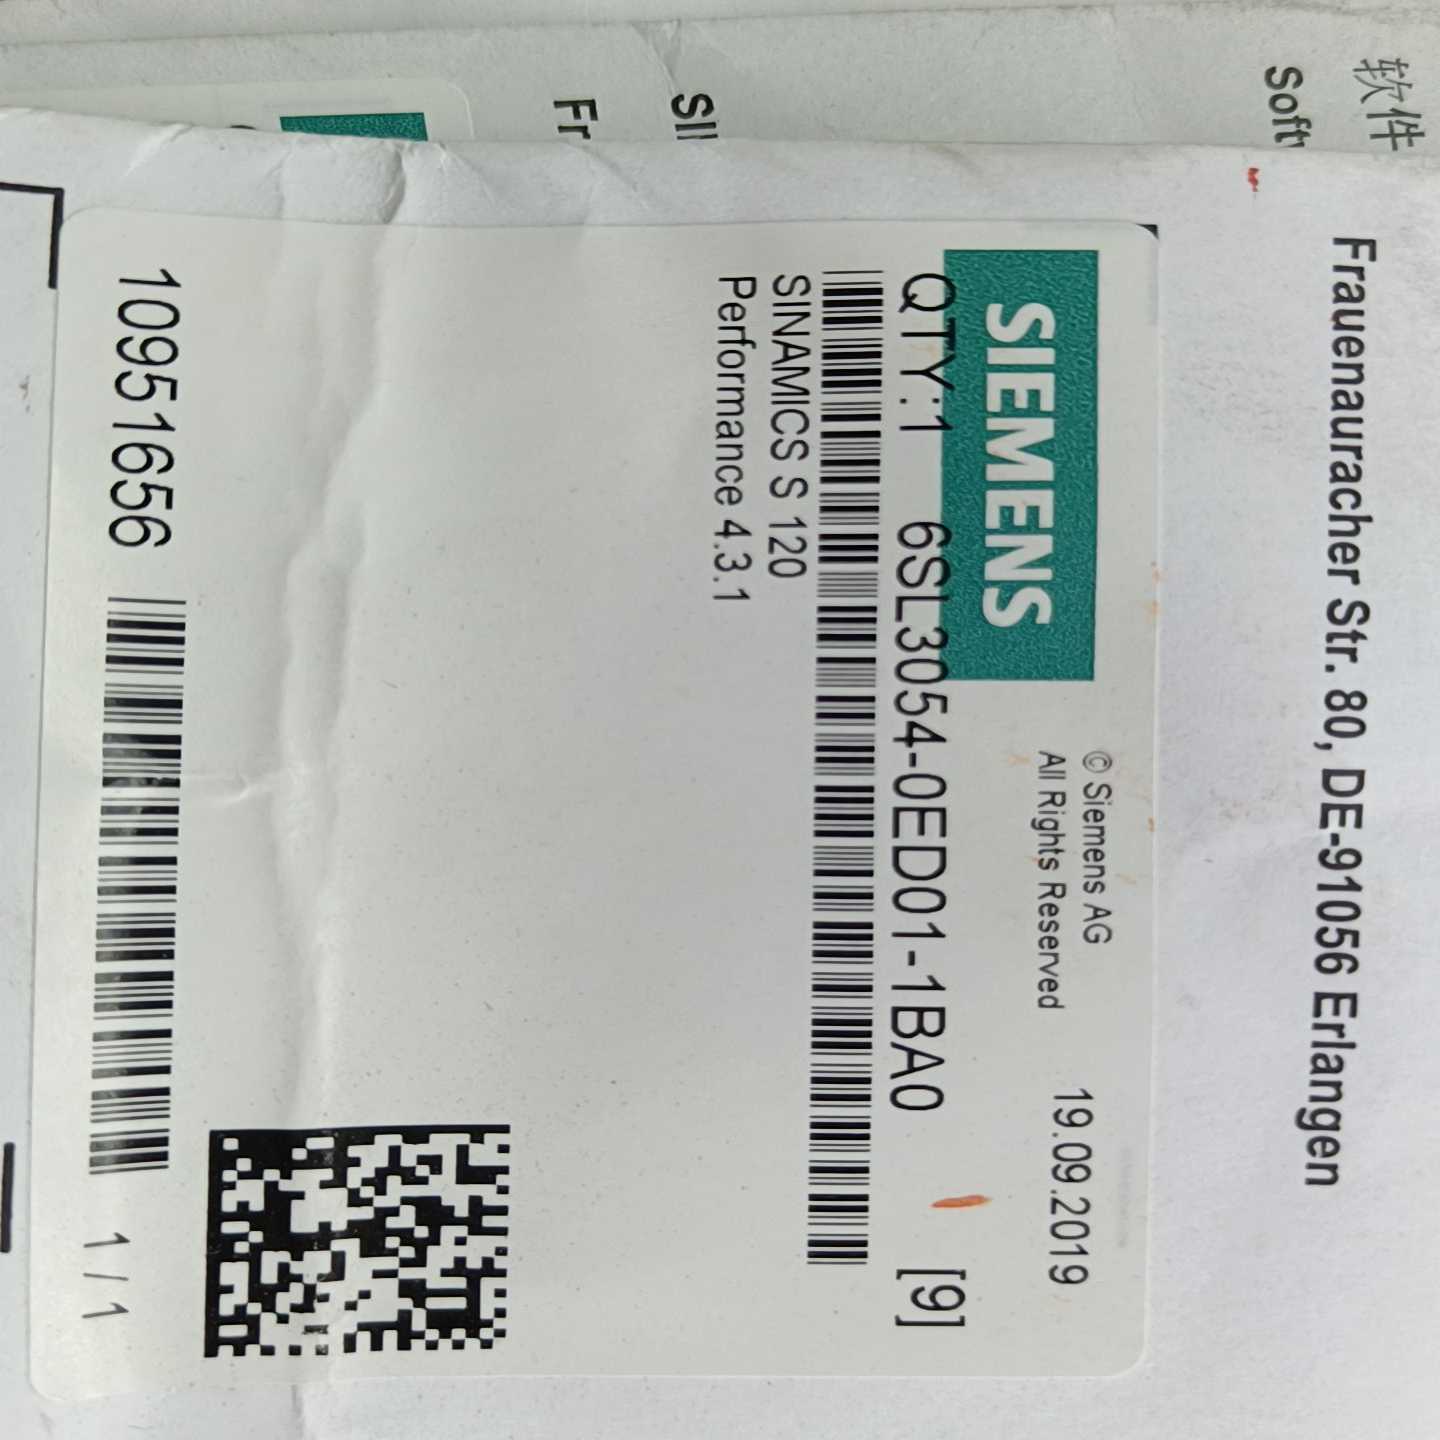 软件
Soft
SII
Fr
Frauenauracher Str. 80, DE-91056 Erlangen
SIEMENS
© Siemens AG
All Rights Reserved
19.09.2019
QTY:1 6SL3054-0ED01-1BA0 [9]
SINAMICS S 120
Performance 4.3.1
10951656
1 / 1